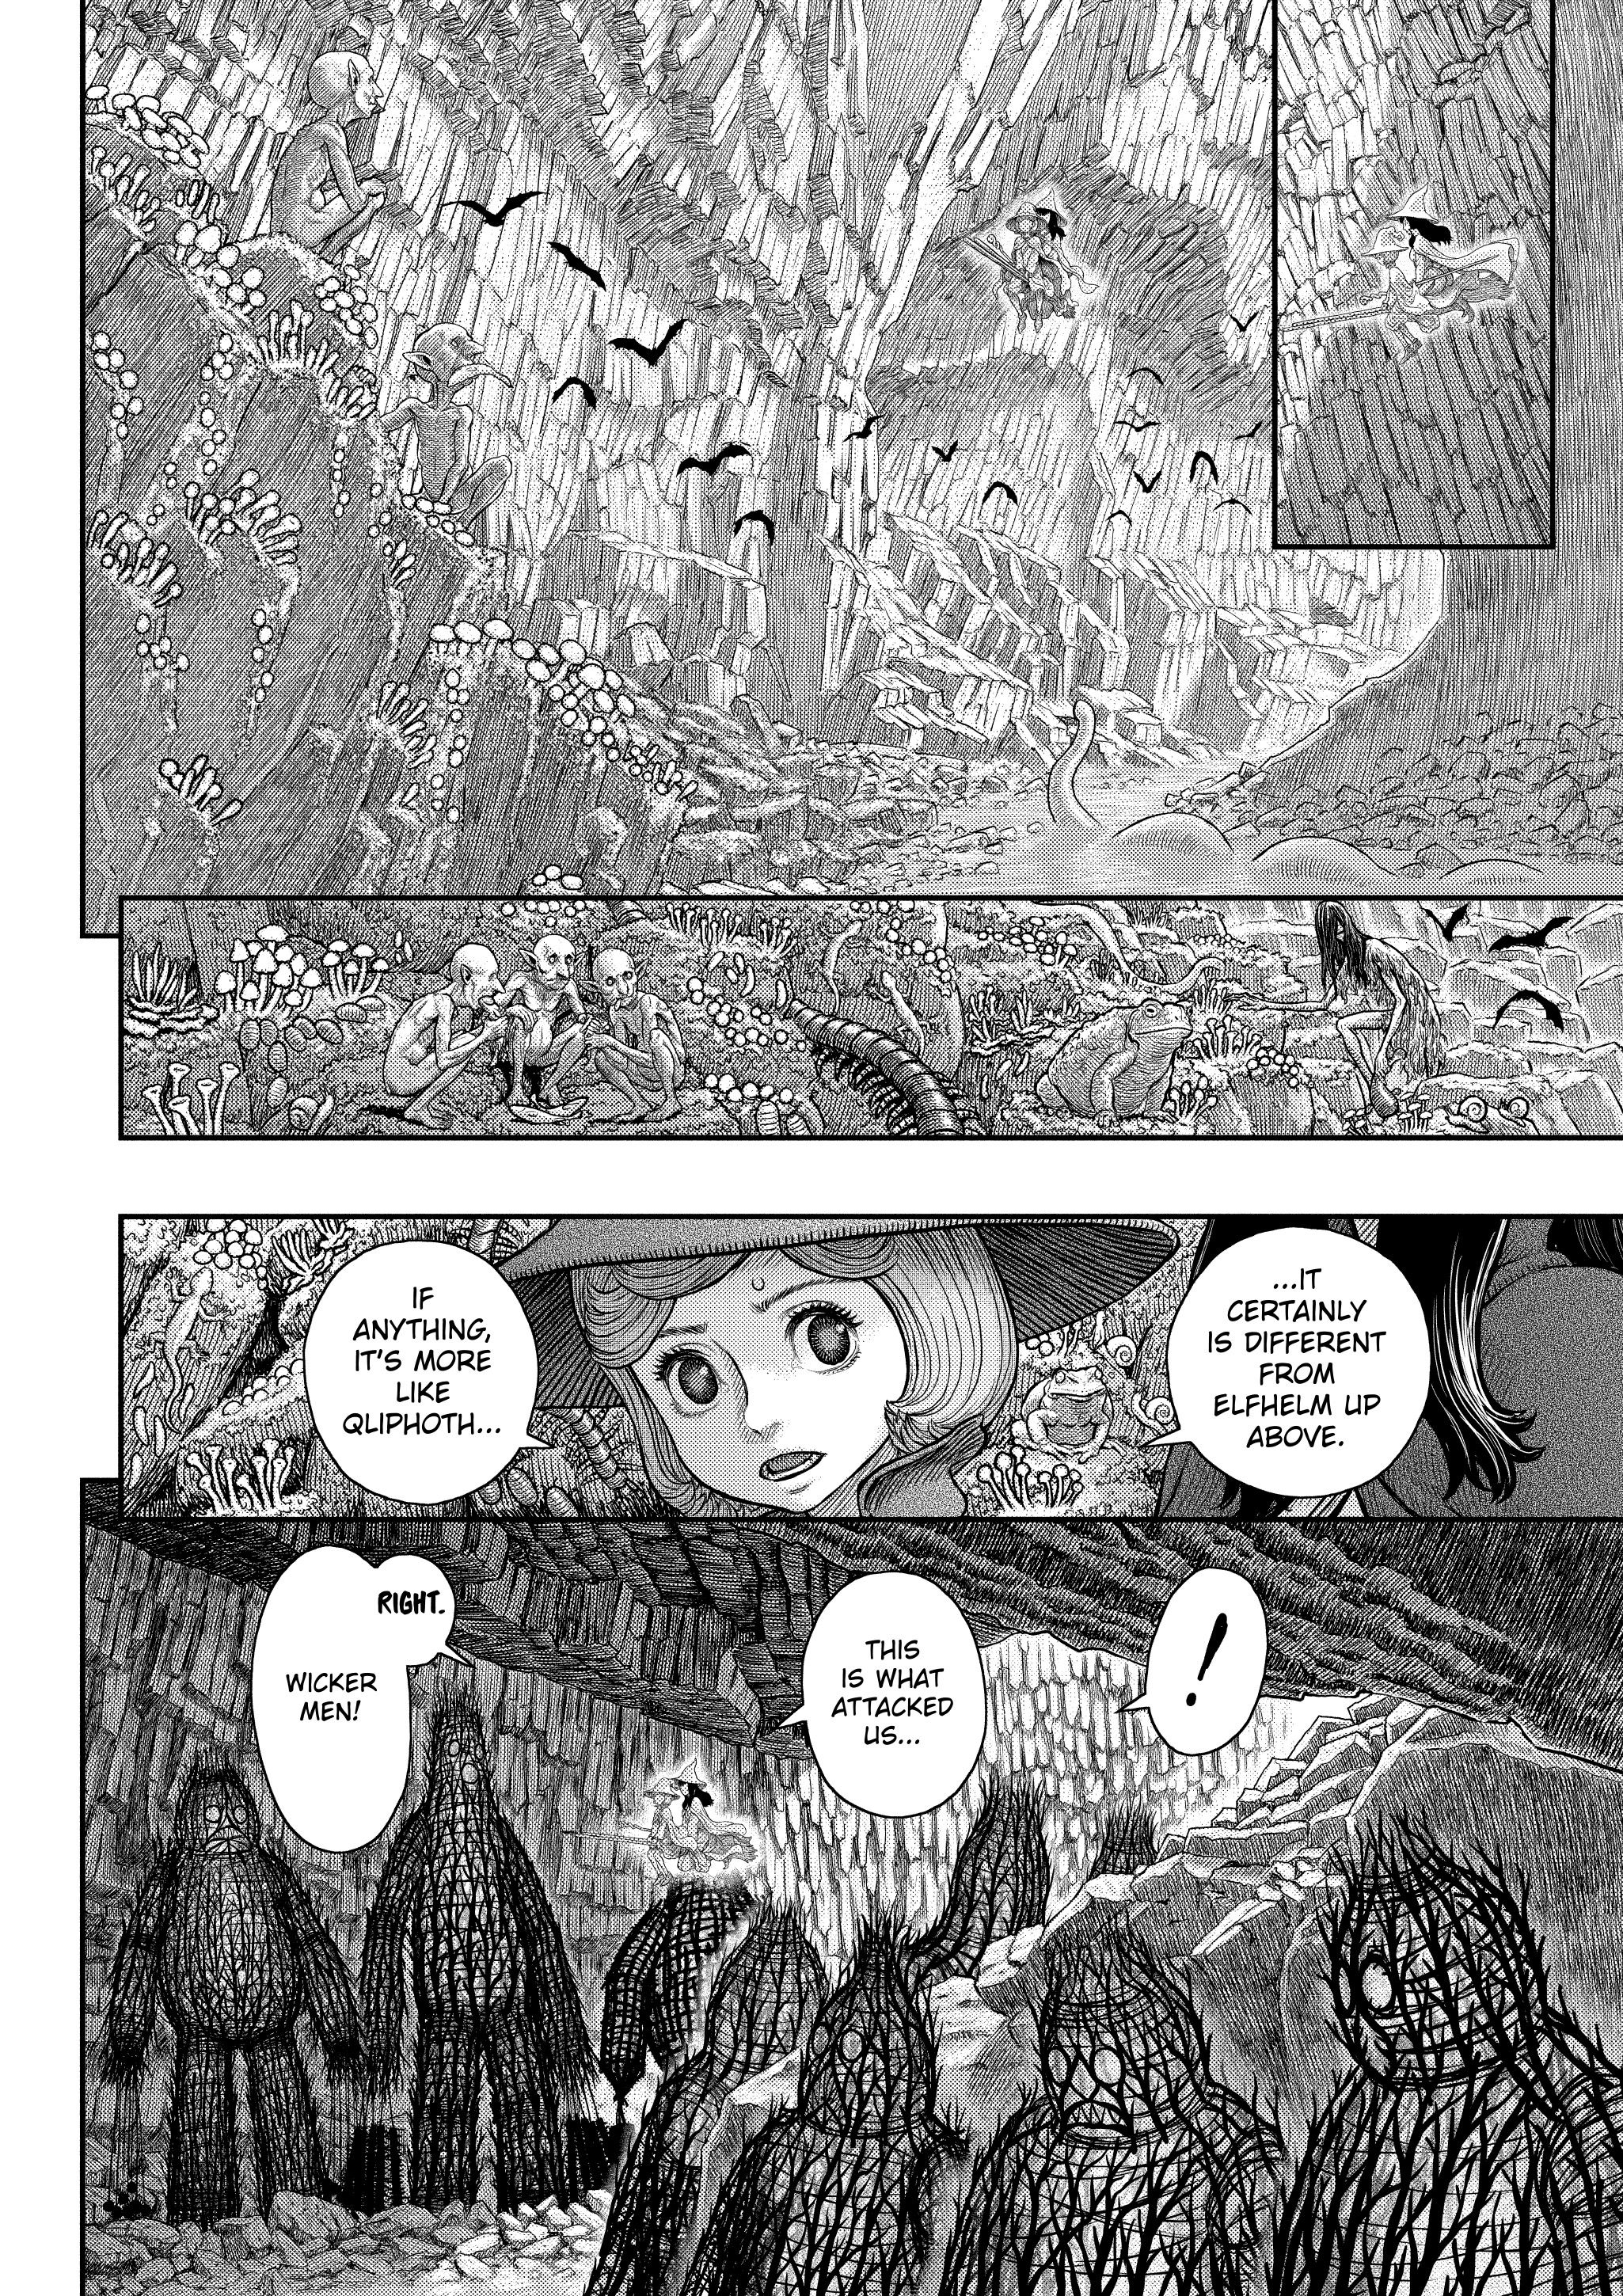 ...IT
CERTAINLY
IS DIFFERENT
FROM
ELFHELM UP
ABOVE.
IF
ANYTHING,
IT'S MORE
LIKE
QLIPHOTH...
!
THIS
IS WHAT
ATTACKED
US...
RIGHT.
WICKER
MEN!